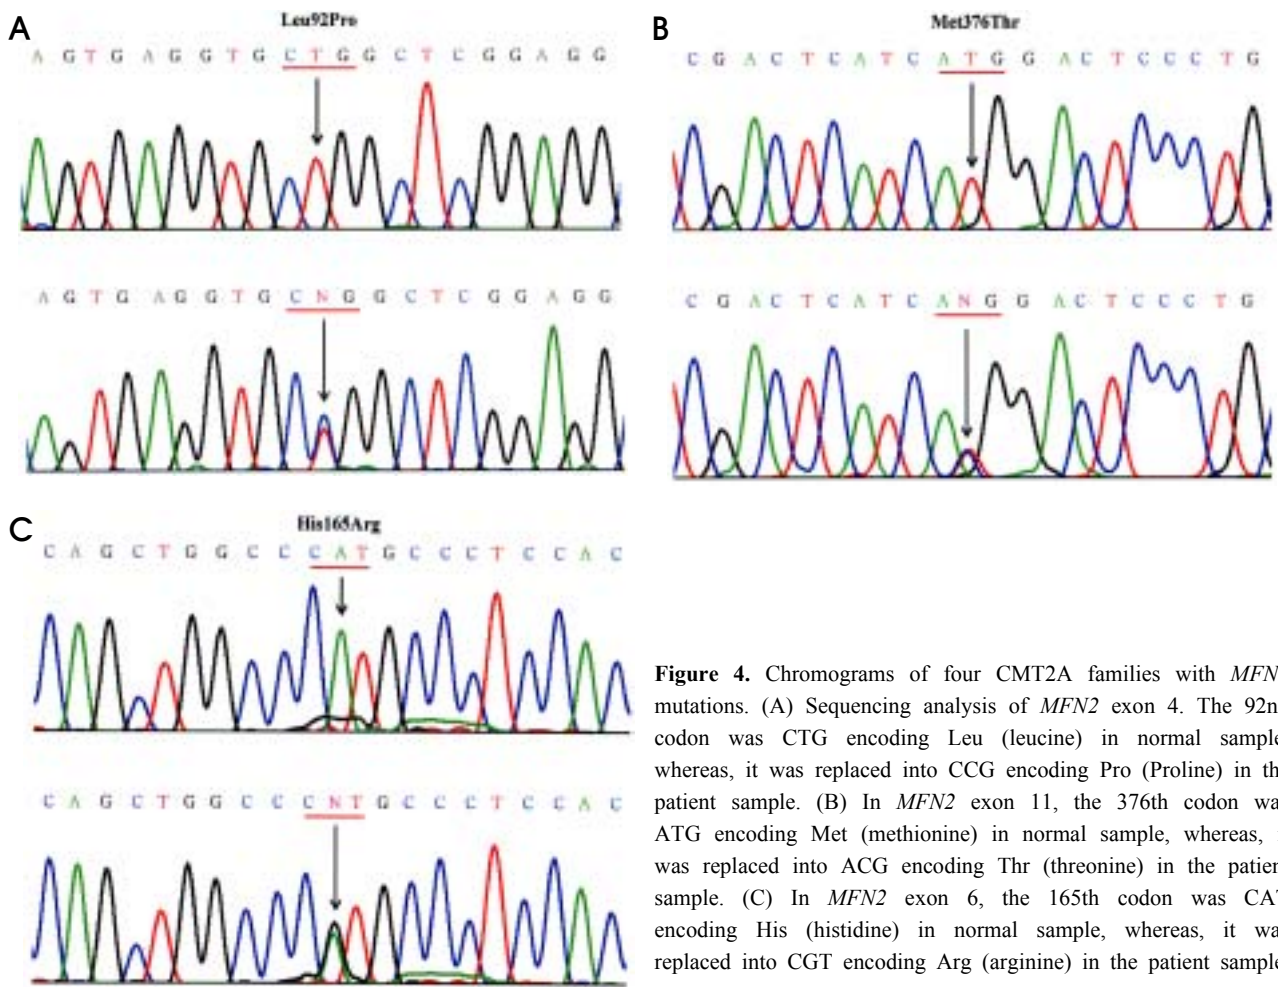 A
Leu92Pro
A G T G A G G T G C T G G C T C G G A G G
A G T G A G G T G C N G G C T C G G A G G
B
Met376Thr
C G A C T C A T C A T G G A C T C C C T G
C G A C T C A T C A N G G A C T C C C T G
C
His165Arg
C A G C T G G C C C A T G C C C T C C A C
C A G C T G G C C C N T G C C C T C C A C
Figure 4. Chromograms of four CMT2A families with MFN
mutations. (A) Sequencing analysis of MFN2 exon 4. The 92n
codon was CTG encoding Leu (leucine) in normal sample
whereas, it was replaced into CCG encoding Pro (Proline) in th
patient sample. (B) In MFN2 exon 11, the 376th codon wa
ATG encoding Met (methionine) in normal sample, whereas,
was replaced into ACG encoding Thr (threonine) in the patien
sample. (C) In MFN2 exon 6, the 165th codon was CAT
encoding His (histidine) in normal sample, whereas, it wa
replaced into CGT encoding Arg (arginine) in the patient sample